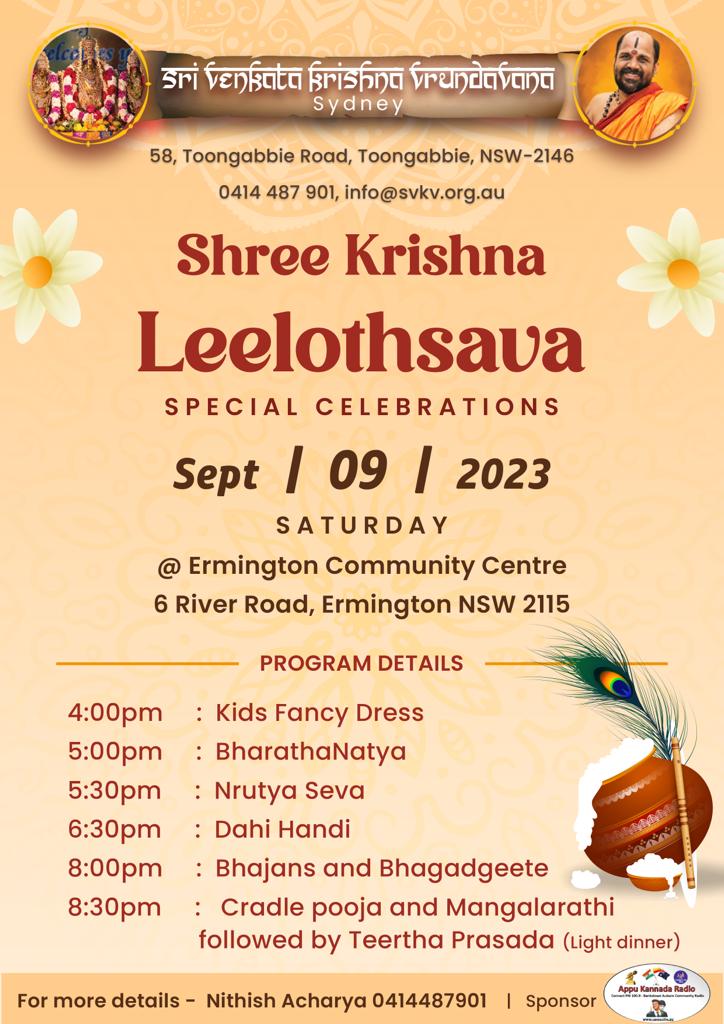 Sri Venkata Krishna Vrundavana
Sydney
58, Toongabbie Road, Toongabbie, NSW-2146
0414 487 901, info@svkv.org.au
Shree Krishna
Leelothsava
SPECIAL CELEBRATIONS
Sept | 09 | 2023
SATURDAY
@ Ermington Community Centre
6 River Road, Ermington NSW 2115
PROGRAM DETAILS
4:00pm : Kids Fancy Dress
5:00pm : BharathaNatya
5:30pm : Nrutya Seva
6:30pm : Dahi Handi
8:00pm : Bhajans and Bhagadgeete
8:30pm : Cradle pooja and Mangalarathi
followed by Teertha Prasada (Light dinner)
For more details - Nithish Acharya 0414487901 | Sponsor
Appu Kannada Radio